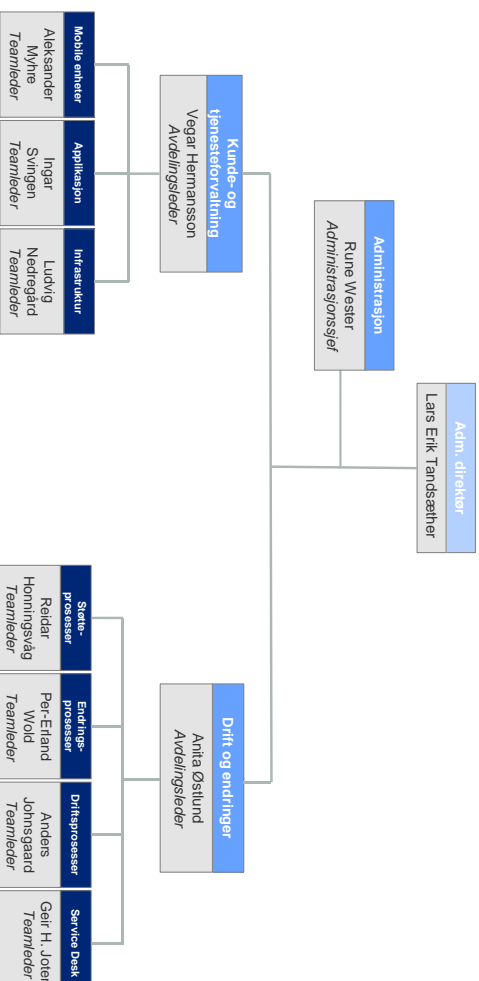 Adm. direktør
Lars Erik Tandsæther
Administrasjon
Rune Wester
Administrasjonssjef
Kunde- og
tjenesteforvaltning
Vegar Hermansson
Avdelingsleder
Drift og endringer
Anita Østlund
Avdelingsleder
Mobile enheter
Aleksander
Myhre
Teamleder
Applikasjon
Ingar
Svingen
Teamleder
Infrastruktur
Ludvig
Nedregård
Teamleder
Støtte-
prosesser
Reidar
Honningsvåg
Teamleder
Endrings-
prosesser
Per-Erland
Wold
Teamleder
Driftsprosesser
Anders
Johnsgaard
Teamleder
Service Desk
Geir H. Joten
Teamleder